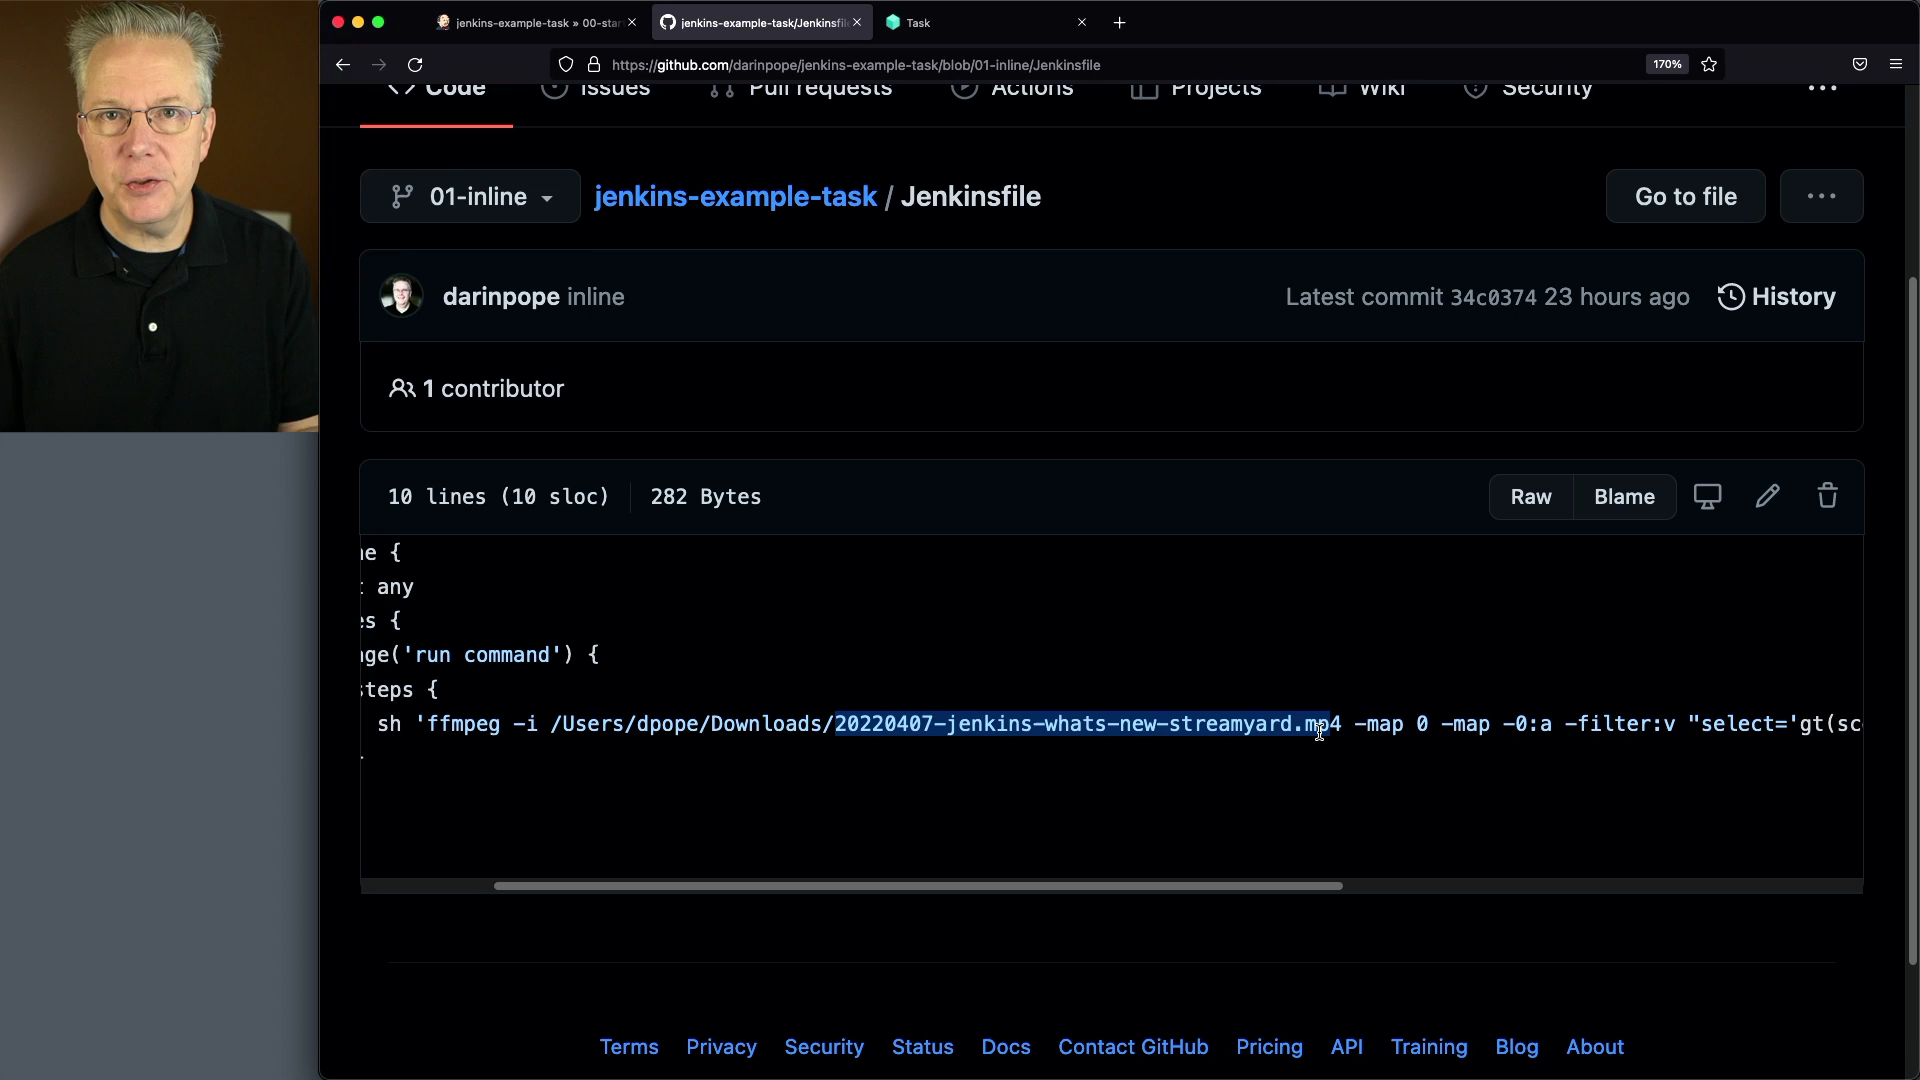 jenkins-example-task » 00-star
jenkins-example-task/Jenkinsfil
Task
https://github.com/darinpope/jenkins-example-task/blob/01-inline/Jenkinsfile
170%
Code
Issues
Pull requests
Actions
Projects
Wiki
Security
01-inline
jenkins-example-task / Jenkinsfile
Go to file
darinpope inline
Latest commit 34c0374 23 hours ago
History
1 contributor
10 lines (10 sloc)
282 Bytes
Raw
Blame
ne {
t any
es {
age('run command') {
steps {
sh 'ffmpeg -i /Users/dpope/Downloads/20220407-jenkins-whats-new-streamyard.mp4 -map 0 -map -0:a -filter:v "select='gt(sc
Terms
Privacy
Security
Status
Docs
Contact GitHub
Pricing
API
Training
Blog
About